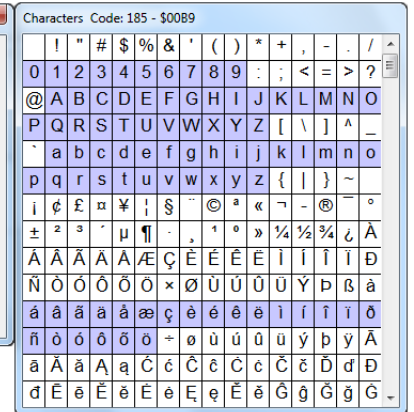 Characters Code: 185 - $00B9
! " # $ % & ' ( ) * + , - . /
0 1 2 3 4 5 6 7 8 9 : ; < = > ?
@ A B C D E F G H I J K L M N O
P Q R S T U V W X Y Z [ \ ] ^ _
` a b c d e f g h i j k l m n o
p q r s t u v w x y z { | } ~
¡ ¢ £ ¤ ¥ ¦ § ¨ © ª « ¬ - ® ¯ °
± ² ³ ´ µ ¶ · ¸ ¹ º » ¼ ½ ¾ ¿ À
Á Â Ã Ä Å Æ Ç È É Ê Ë Ì Í Î Ï Ð
Ñ Ò Ó Ô Õ Ö × Ø Ù Ú Û Ü Ý Þ ß à
á â ã ä å æ ç è é ê ë ì í î ï ð
ñ ò ó ô õ ö ÷ ø ù ú û ü ý þ ÿ Ā
ā Ă ă Ą ą Ć ć Ĉ ĉ Ċ ċ Č č Ď ď Đ
đ Ē ē Ĕ ĕ Ė ė Ę ę Ě ě Ĝ ĝ Ğ ğ Ġ